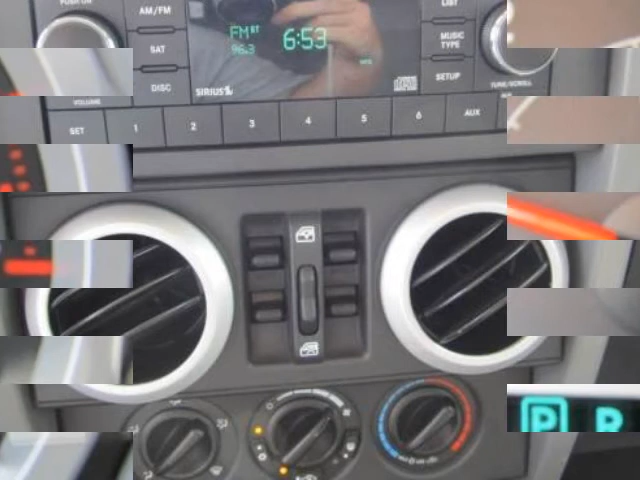 PUSH ON
AM/FM
SAT
DISC
VOLUME
FM ST
96.3
6:53
SIRIUS
MUSIC TYPE
SETUP
TUNE/SCROLL
SET 1 2 3 4 5 6 AUX
P R